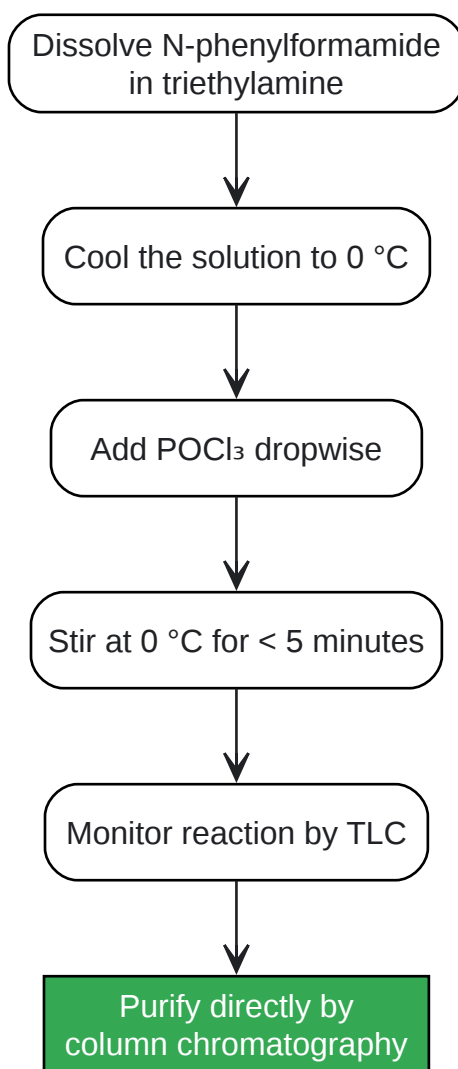 Dissolve N-phenylformamide
in triethylamine
Cool the solution to 0 °C
Add POCl₃ dropwise
Stir at 0 °C for < 5 minutes
Monitor reaction by TLC
Purify directly by
column chromatography